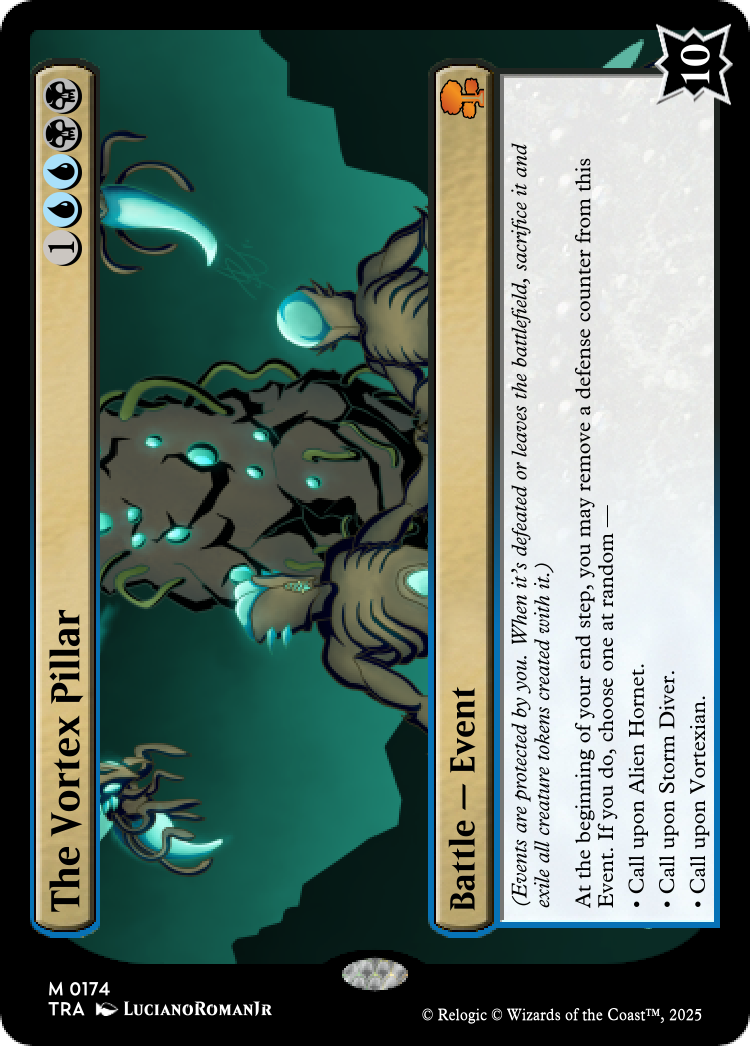 The Vortex Pillar 1
Battle — Event
10
(Events are protected by you. When it's defeated or leaves the battlefield, sacrifice it and
exile all creature tokens created with it.)
At the beginning of your end step, you may remove a defense counter from this
Event. If you do, choose one at random —
• Call upon Alien Hornet.
• Call upon Storm Diver.
• Call upon Vortexian.
M 0174
TRA LucianoRomanJr
© Relogic © Wizards of the Coast™, 2025